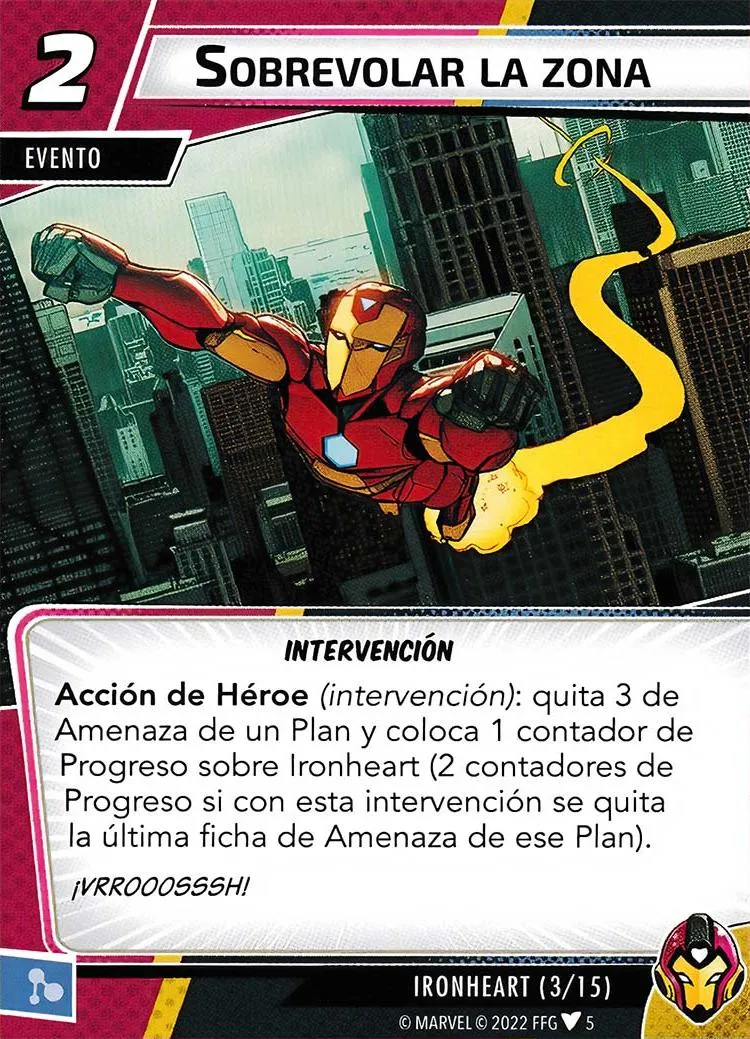 2
SOBREVOLAR LA ZONA
EVENTO
INTERVENCIÓN
Acción de Héroe (intervención): quita 3 de
Amenaza de un Plan y coloca 1 contador de
Progreso sobre Ironheart (2 contadores de
Progreso si con esta intervención se quita
la última ficha de Amenaza de ese Plan).
¡VRROOOSSSH!
IRONHEART (3/15)
© MARVEL © 2022 FFG 5